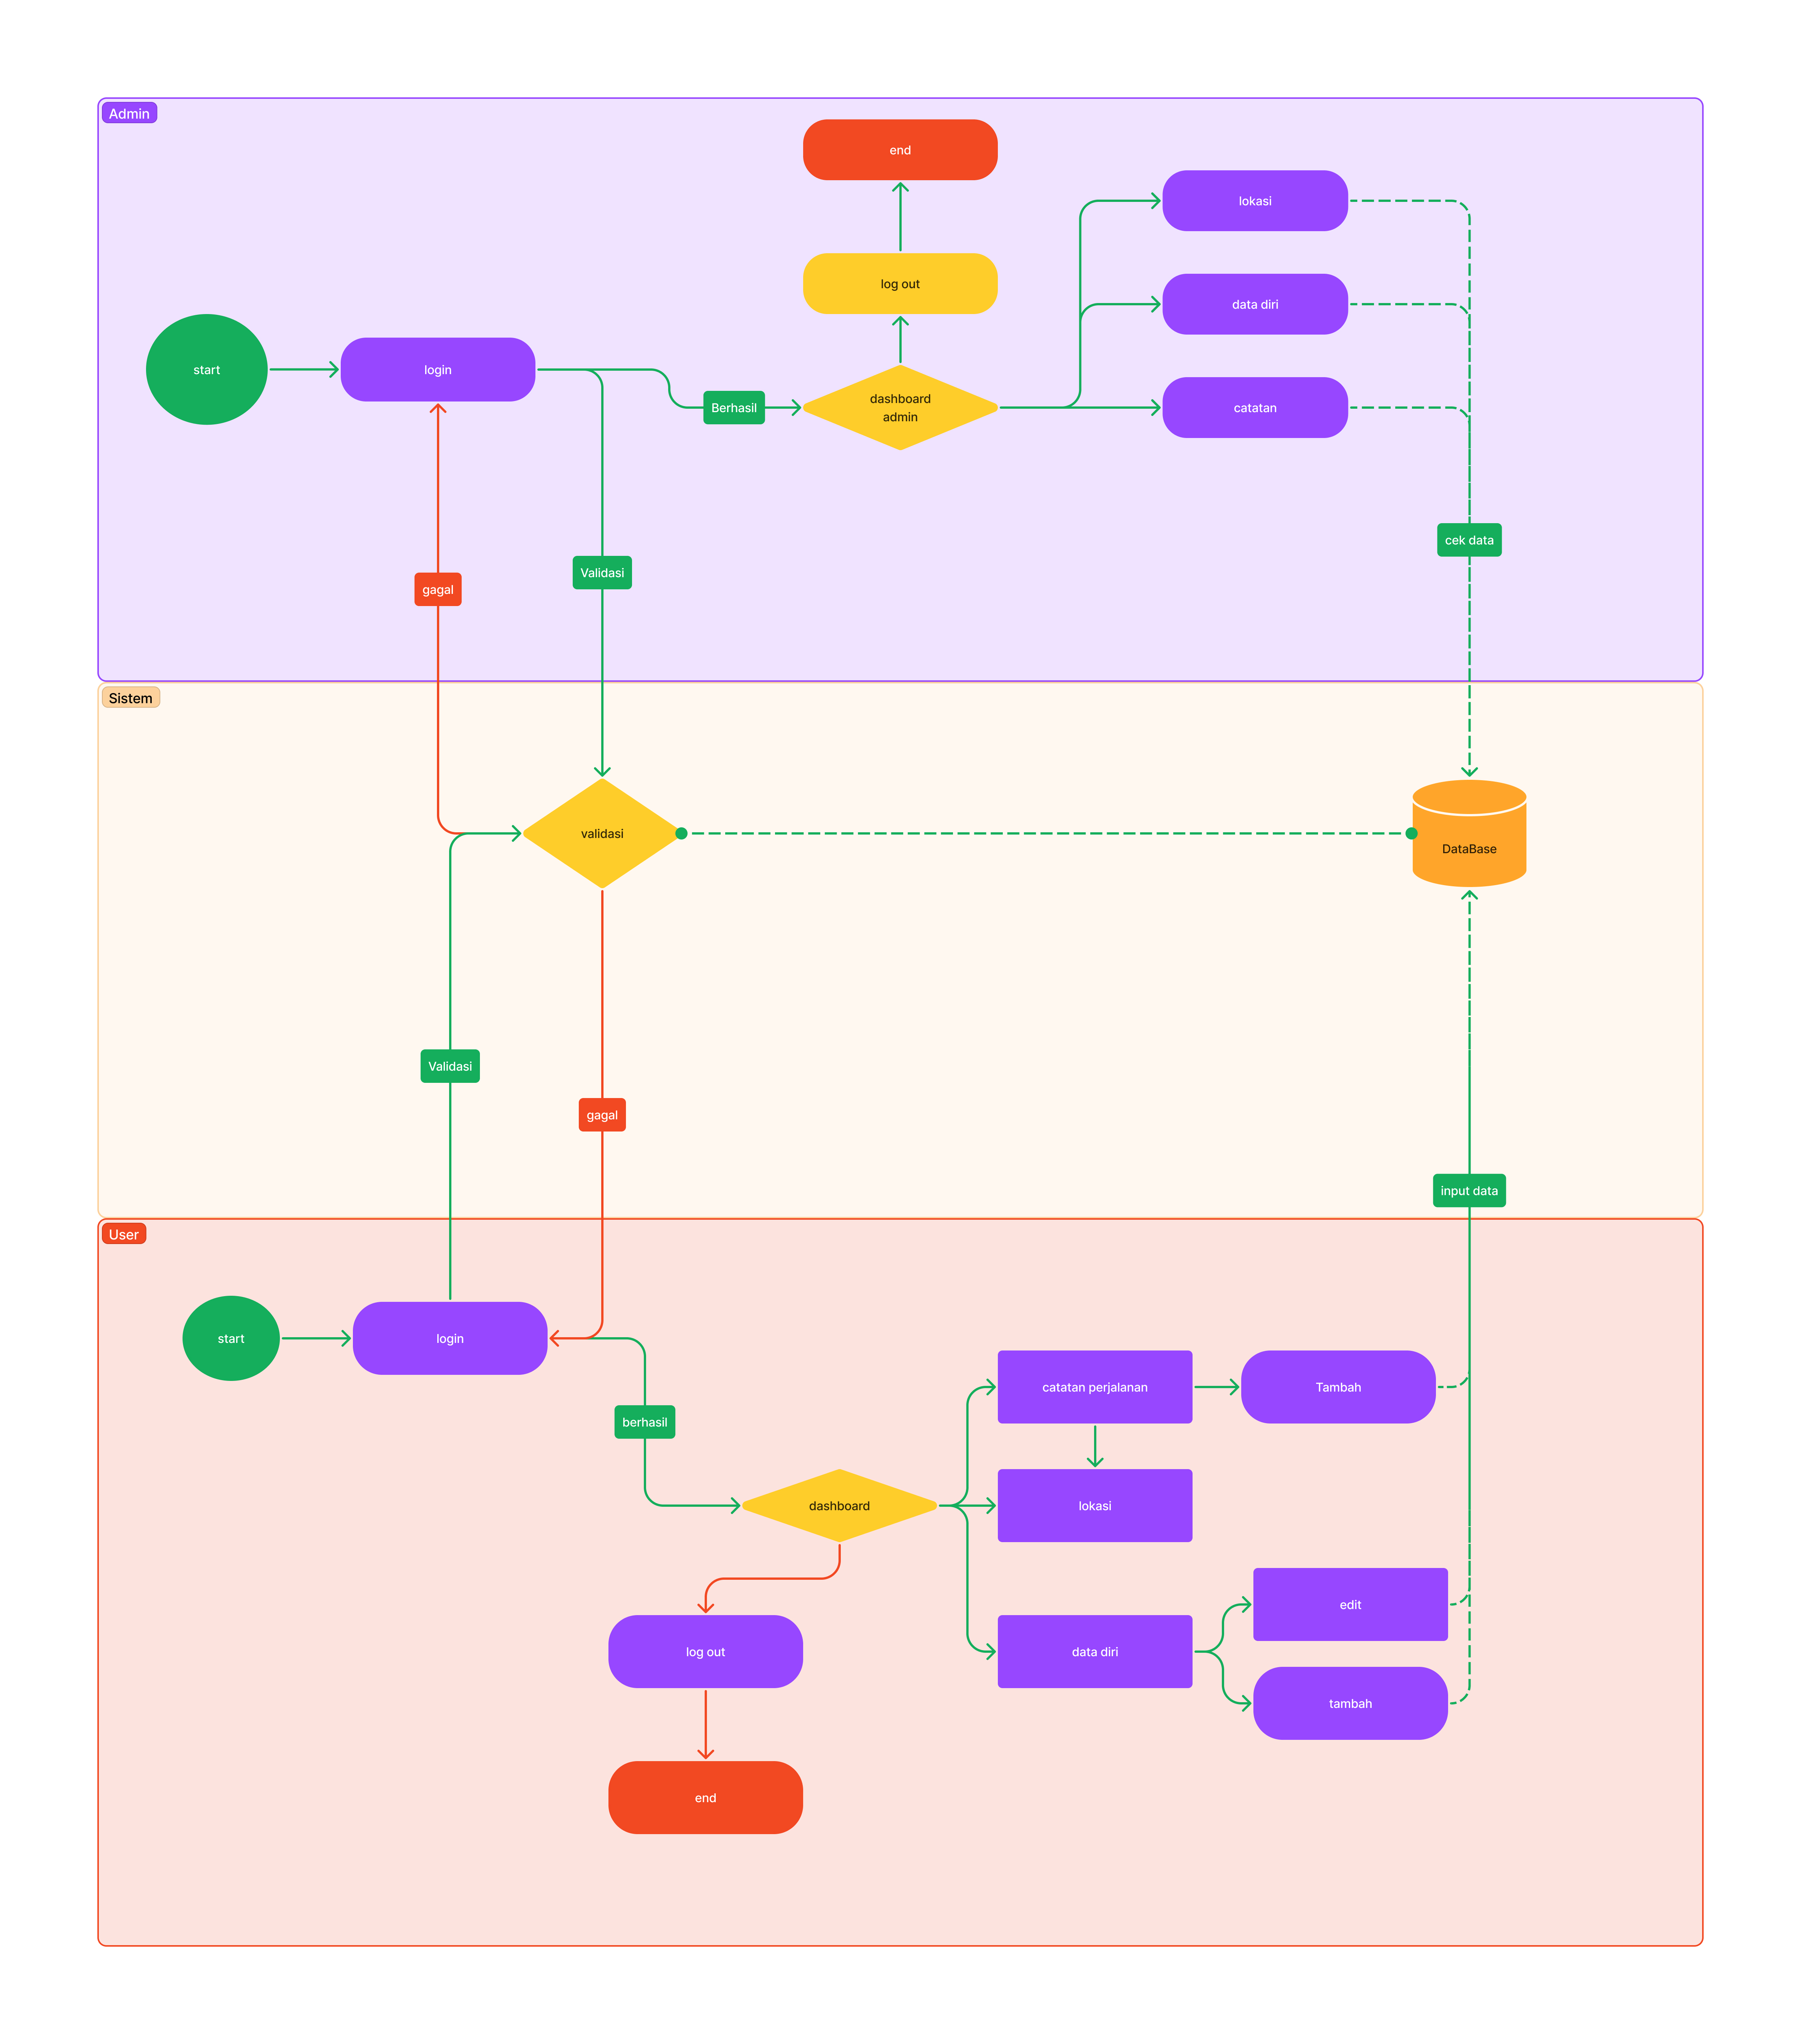 Admin
end
lokasi
log out
data diri
start
login
Berhasil
dashboard
admin
catatan
cek data
Validasi
gagal
Sistem
validasi
DataBase
Validasi
gagal
input data
User
start
login
catatan perjalanan
Tambah
berhasil
dashboard
lokasi
edit
log out
data diri
tambah
end